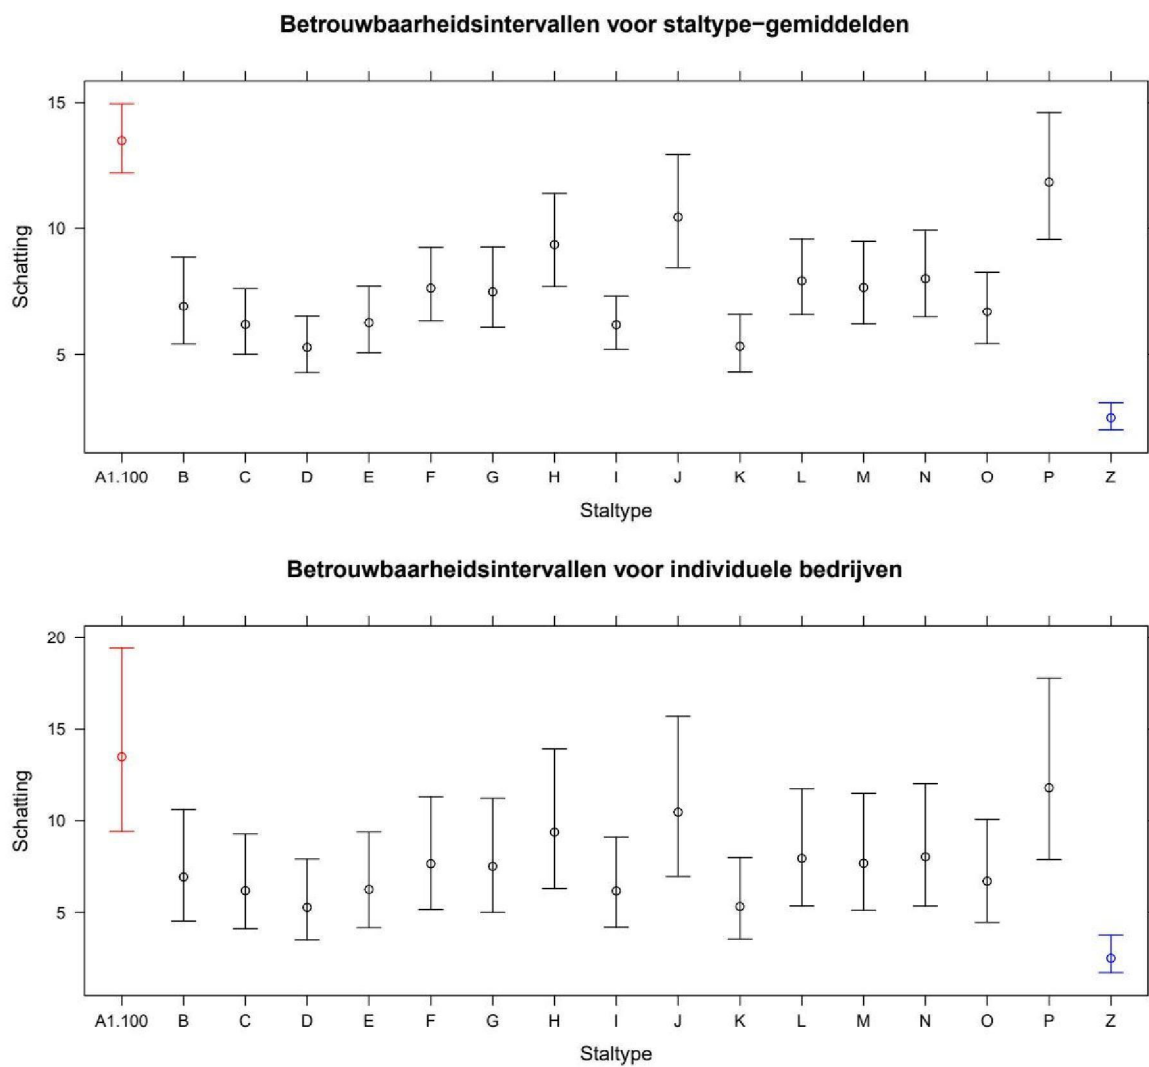 Betrouwbaarheidsintervallen voor staltype−gemiddelden
15
10
5
Schatting
A1.100 B C D E F G H I J K L M N O P Z
Staltype
Betrouwbaarheidsintervallen voor individuele bedrijven
20
15
10
5
Schatting
A1.100 B C D E F G H I J K L M N O P Z
Staltype